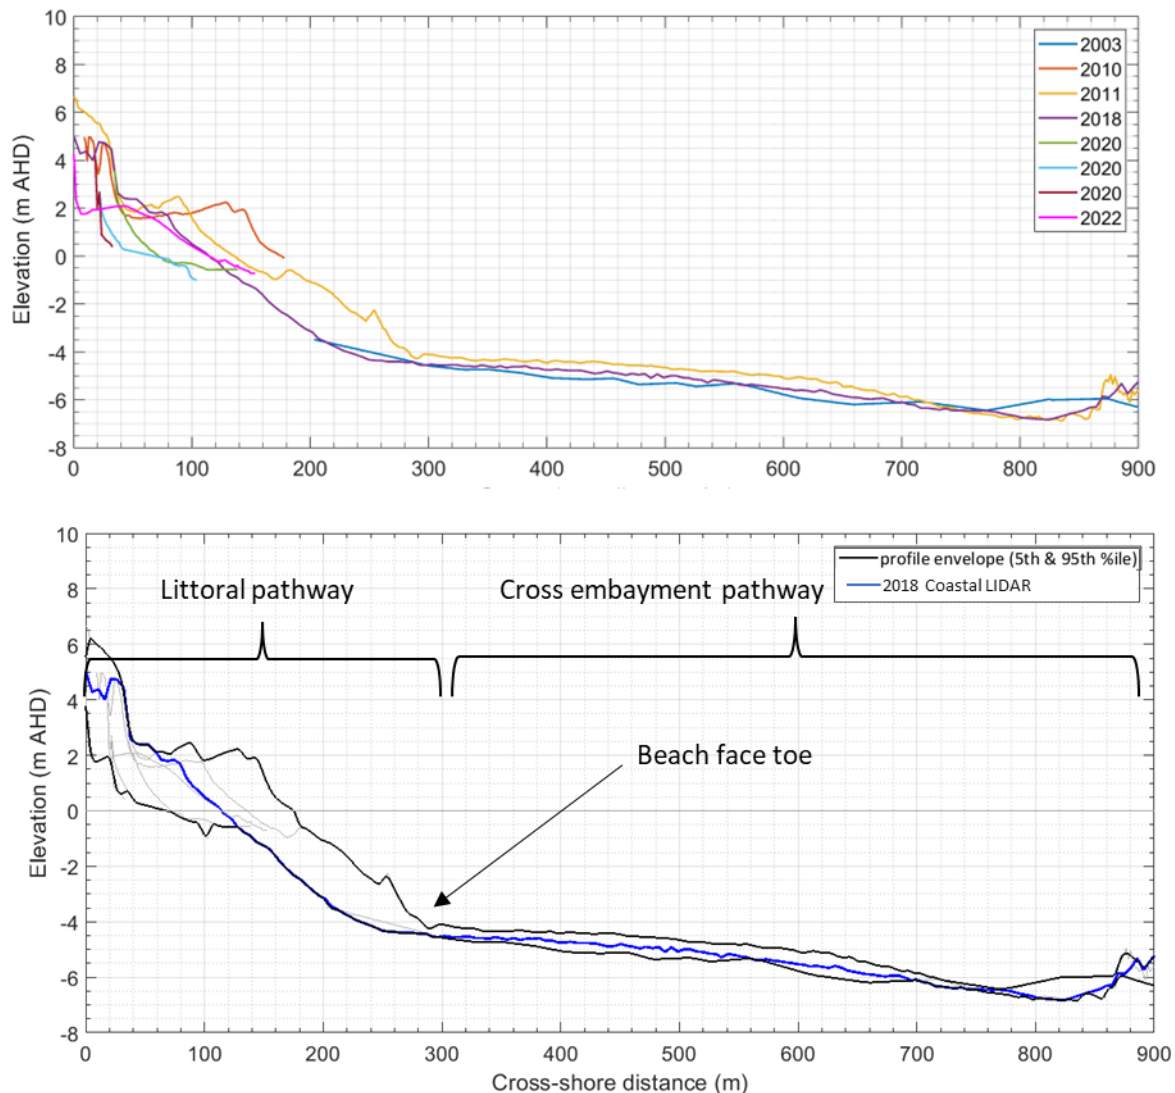 10
8
6
4
2
0
-2
-4
-6
-8
Elevation (m AHD)
0 100 200 300 400 500 600 700 800 900
2003
2010
2011
2018
2020
2020
2020
2022
10
8
6
4
2
0
-2
-4
-6
-8
Elevation (m AHD)
profile envelope (5th & 95th %ile)
2018 Coastal LIDAR
Littoral pathway
Cross embayment pathway
Beach face toe
0 100 200 300 400 500 600 700 800 900
Cross-shore distance (m)